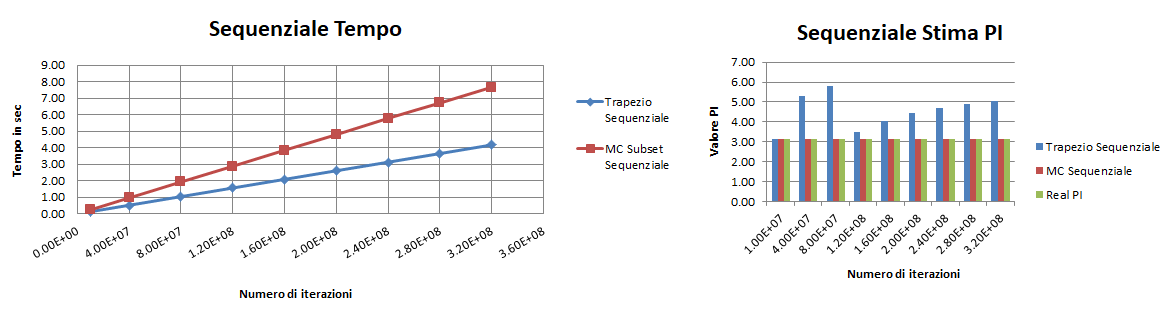 Sequenziale Tempo
9.00
8.00
7.00
6.00
5.00
4.00
3.00
2.00
1.00
0.00
Tempo in sec
0.00E+00
4.00E+07
8.00E+07
1.20E+08
1.60E+08
2.00E+08
2.40E+08
2.80E+08
3.20E+08
3.60E+08
Numero di iterazioni
Trapezio
Sequenziale
MC Subset
Sequenziale
Sequenziale Stima PI
7.00
6.00
5.00
4.00
3.00
2.00
1.00
0.00
Valore PI
1.00E+07
4.00E+07
8.00E+07
1.20E+08
1.60E+08
2.00E+08
2.40E+08
2.80E+08
3.20E+08
Numero di iterazioni
Trapezio Sequenziale
MC Sequenziale
Real PI